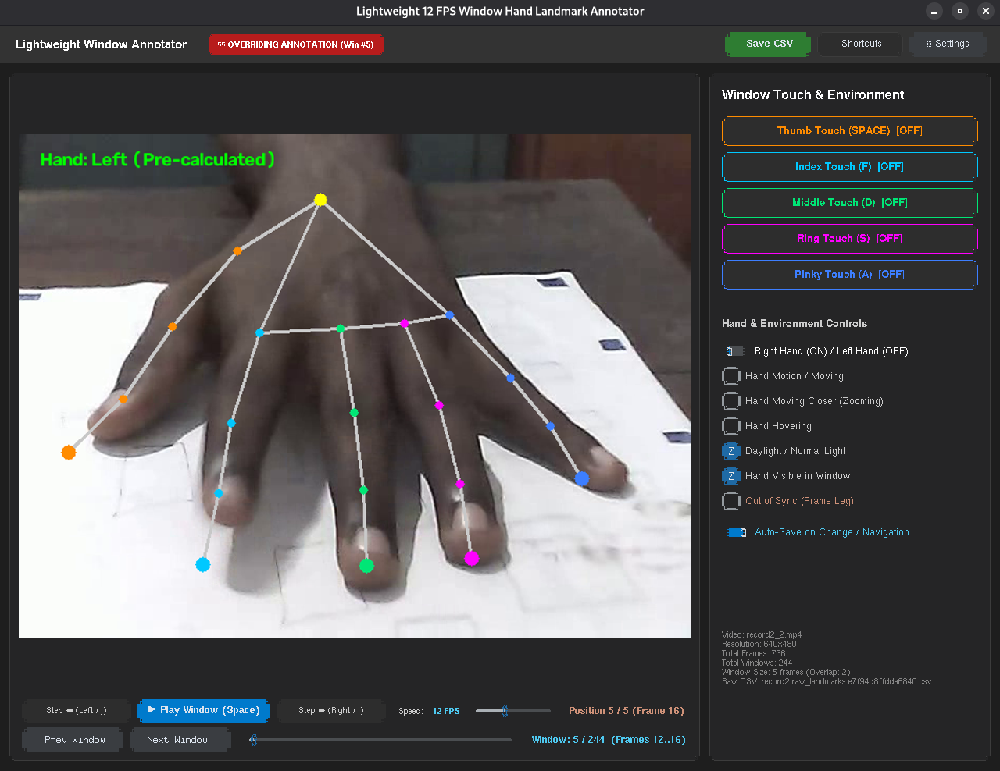 Lightweight 12 FPS Window Hand Landmark Annotator
Lightweight Window Annotator
OVERRIDING ANNOTATION (Win #5)
Save CSV
Shortcuts
Settings
Hand: Left (Pre-calculated)
Window Touch & Environment
Thumb Touch (SPACE) [OFF]
Index Touch (F) [OFF]
Middle Touch (D) [OFF]
Ring Touch (S) [OFF]
Pinky Touch (A) [OFF]
Hand & Environment Controls
Right Hand (ON) / Left Hand (OFF)
Hand Motion / Moving
Hand Moving Closer (Zooming)
Hand Hovering
Z Daylight / Normal Light
Z Hand Visible in Window
Out of Sync (Frame Lag)
Auto-Save on Change / Navigation
Video: record2_2.mp4
Resolution: 640x480
Total Frames: 736
Total Windows: 244
Window Size: 5 frames (Overlap: 2)
Raw CSV: record2.raw_landmarks.e7f94d8ffdda6840.csv
Step ⬅ (Left / ,)
▶ Play Window (Space)
Step ➡ (Right / .)
Speed: 12 FPS
Position 5 / 5 (Frame 16)
Prev Window
Next Window
Window: 5 / 244 (Frames 12..16)